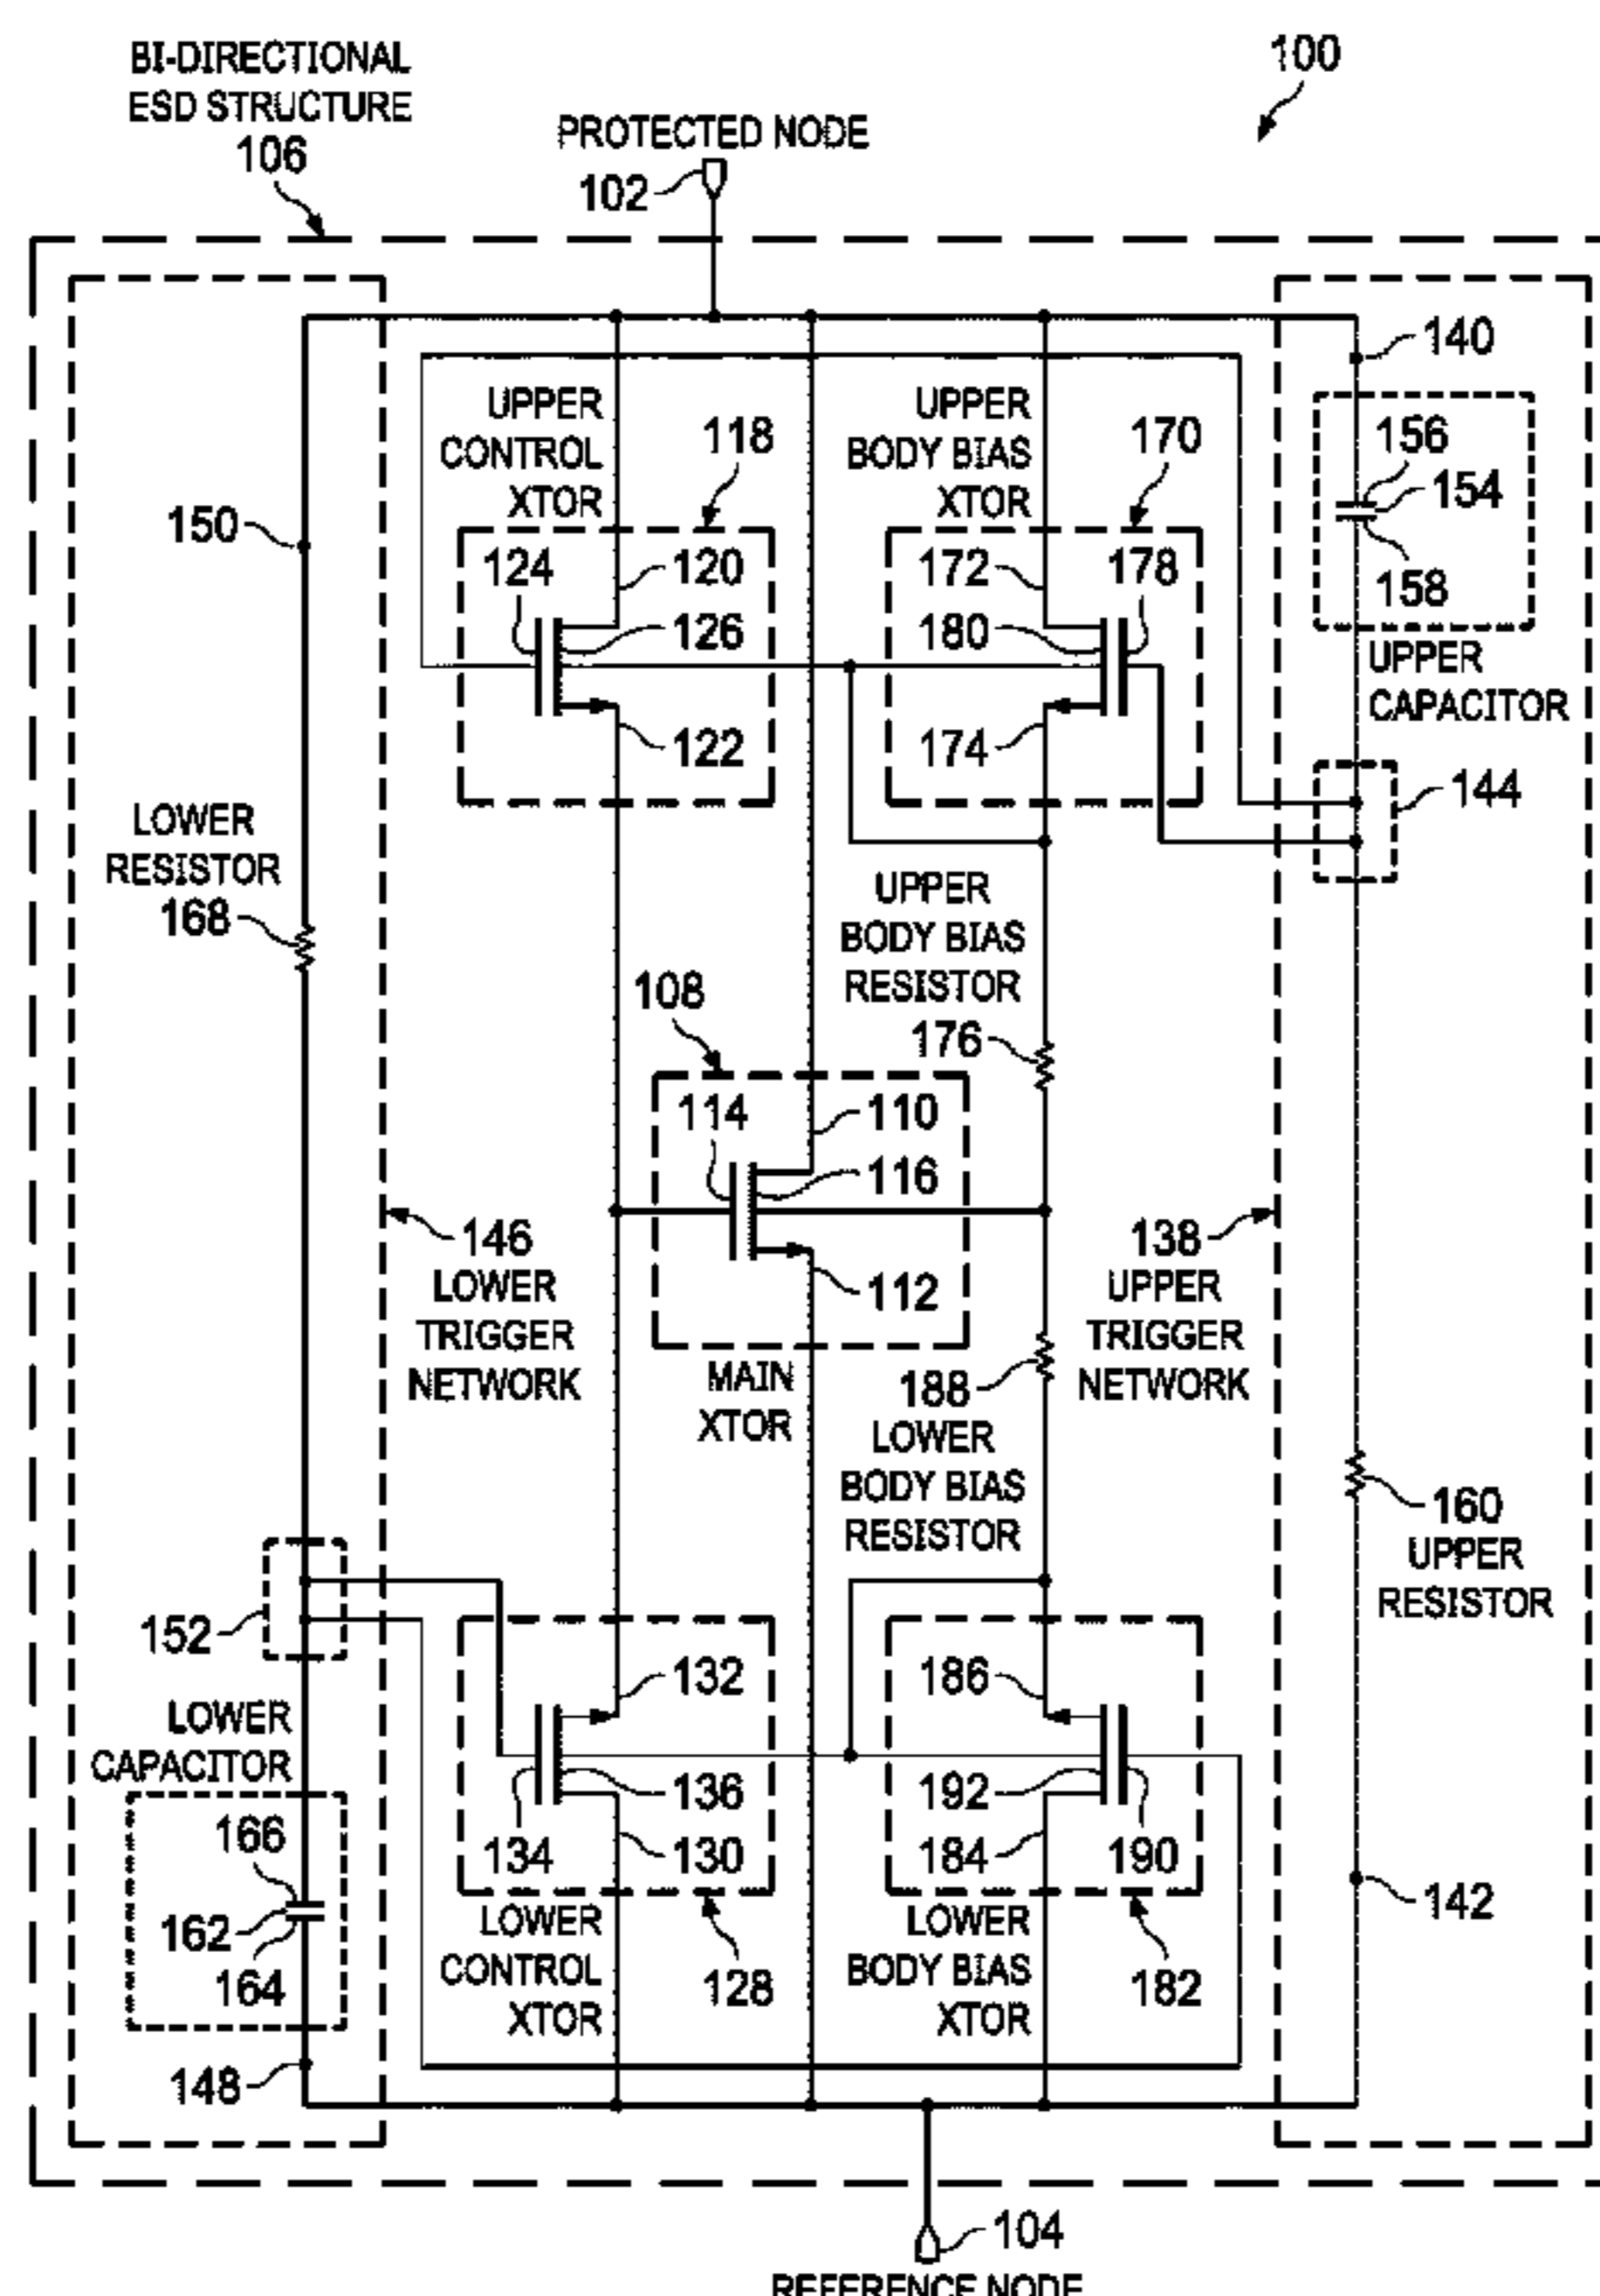 BI-DIRECTIONAL
ESD STRUCTURE
106
100
PROTECTED NODE
102
140
UPPER
CONTROL
XTOR
118
UPPER
BODY BIAS
XTOR
170
156
154
158
150
124
120
126
122
172
178
180
174
UPPER
CAPACITOR
144
LOWER
RESISTOR
168
UPPER
BODY BIAS
RESISTOR
176
108
114
110
116
112
MAIN
XTOR
146
LOWER
TRIGGER
NETWORK
138
UPPER
TRIGGER
NETWORK
188
LOWER
BODY BIAS
RESISTOR
160
UPPER
RESISTOR
152
LOWER
CAPACITOR
166
162
164
132
136
134
130
186
192
184
190
142
LOWER
CONTROL
XTOR
128
LOWER
BODY BIAS
XTOR
182
148
104
REFERENCE NODE